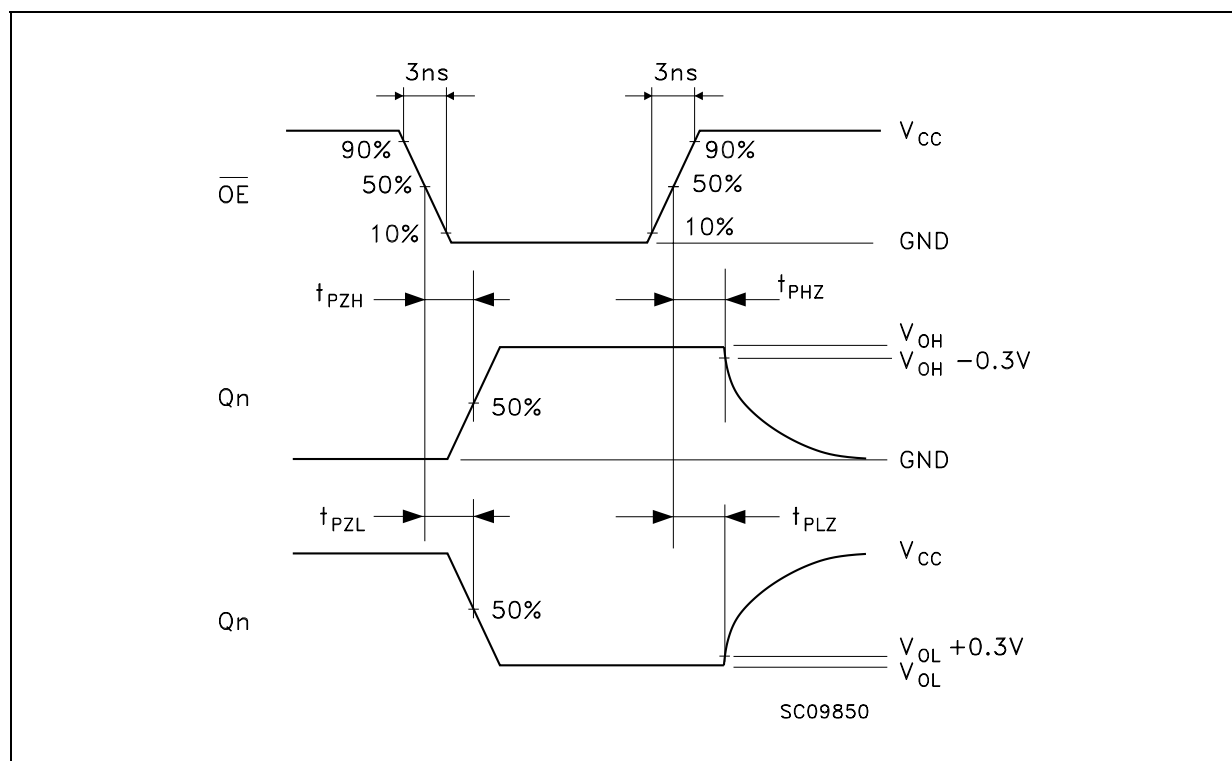 3ns 3ns
90% 90% V_CC
OE 50% 50%
10% 10% GND
t_PZH t_PHZ
V_OH
V_OH −0.3V
Qn 50%
GND
t_PZL t_PLZ
V_CC
50%
Qn
V_OL +0.3V
V_OL
SC09850